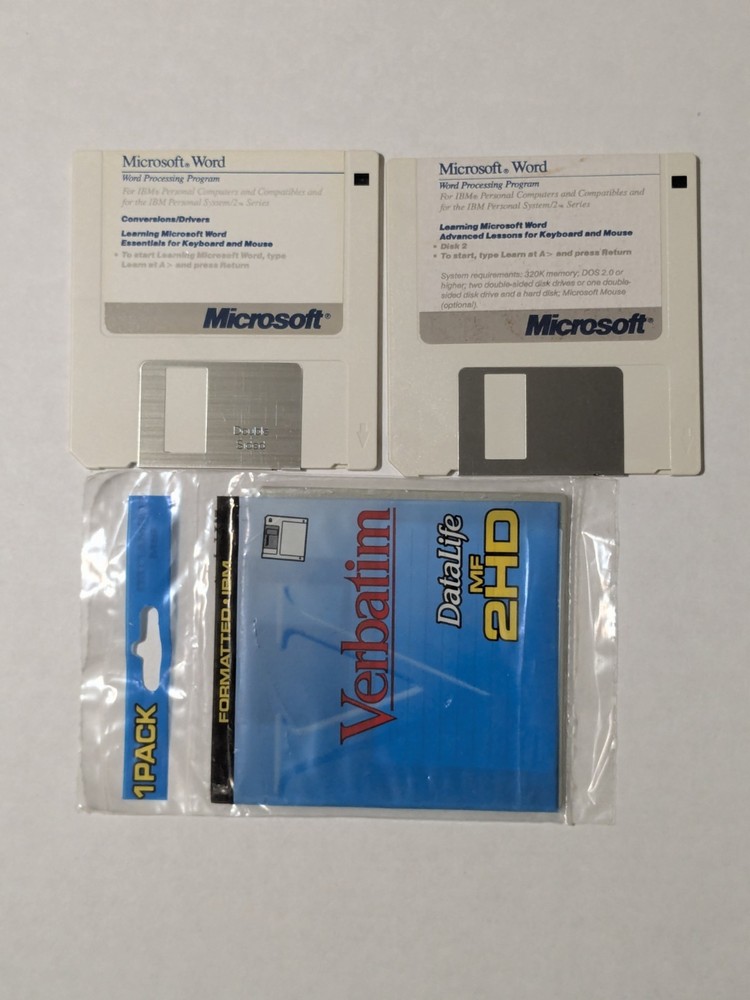 Microsoft® Word
Word Processing Program
For IBM® Personal Computers and Compatibles and
for the IBM Personal System/2™ Series
Conversions/Drivers
Learning Microsoft Word
Essentials for Keyboard and Mouse
• To start Learning Microsoft Word, type
Learn at A> and press Return
Microsoft®
Double
Sided
Microsoft® Word
Word Processing Program
For IBM® Personal Computers and Compatibles and
for the IBM Personal System/2™ Series
Learning Microsoft Word
Advanced Lessons for Keyboard and Mouse
• Disk 2
• To start, type Learn at A> and press Return
System requirements: 320K memory; DOS 2.0 or
higher; two double-sided disk drives or one double-
sided disk drive and a hard disk; Microsoft Mouse
(optional)
Microsoft®
1PACK
FORMATTED•IBM
Verbatim
DataLife
MF
2HD